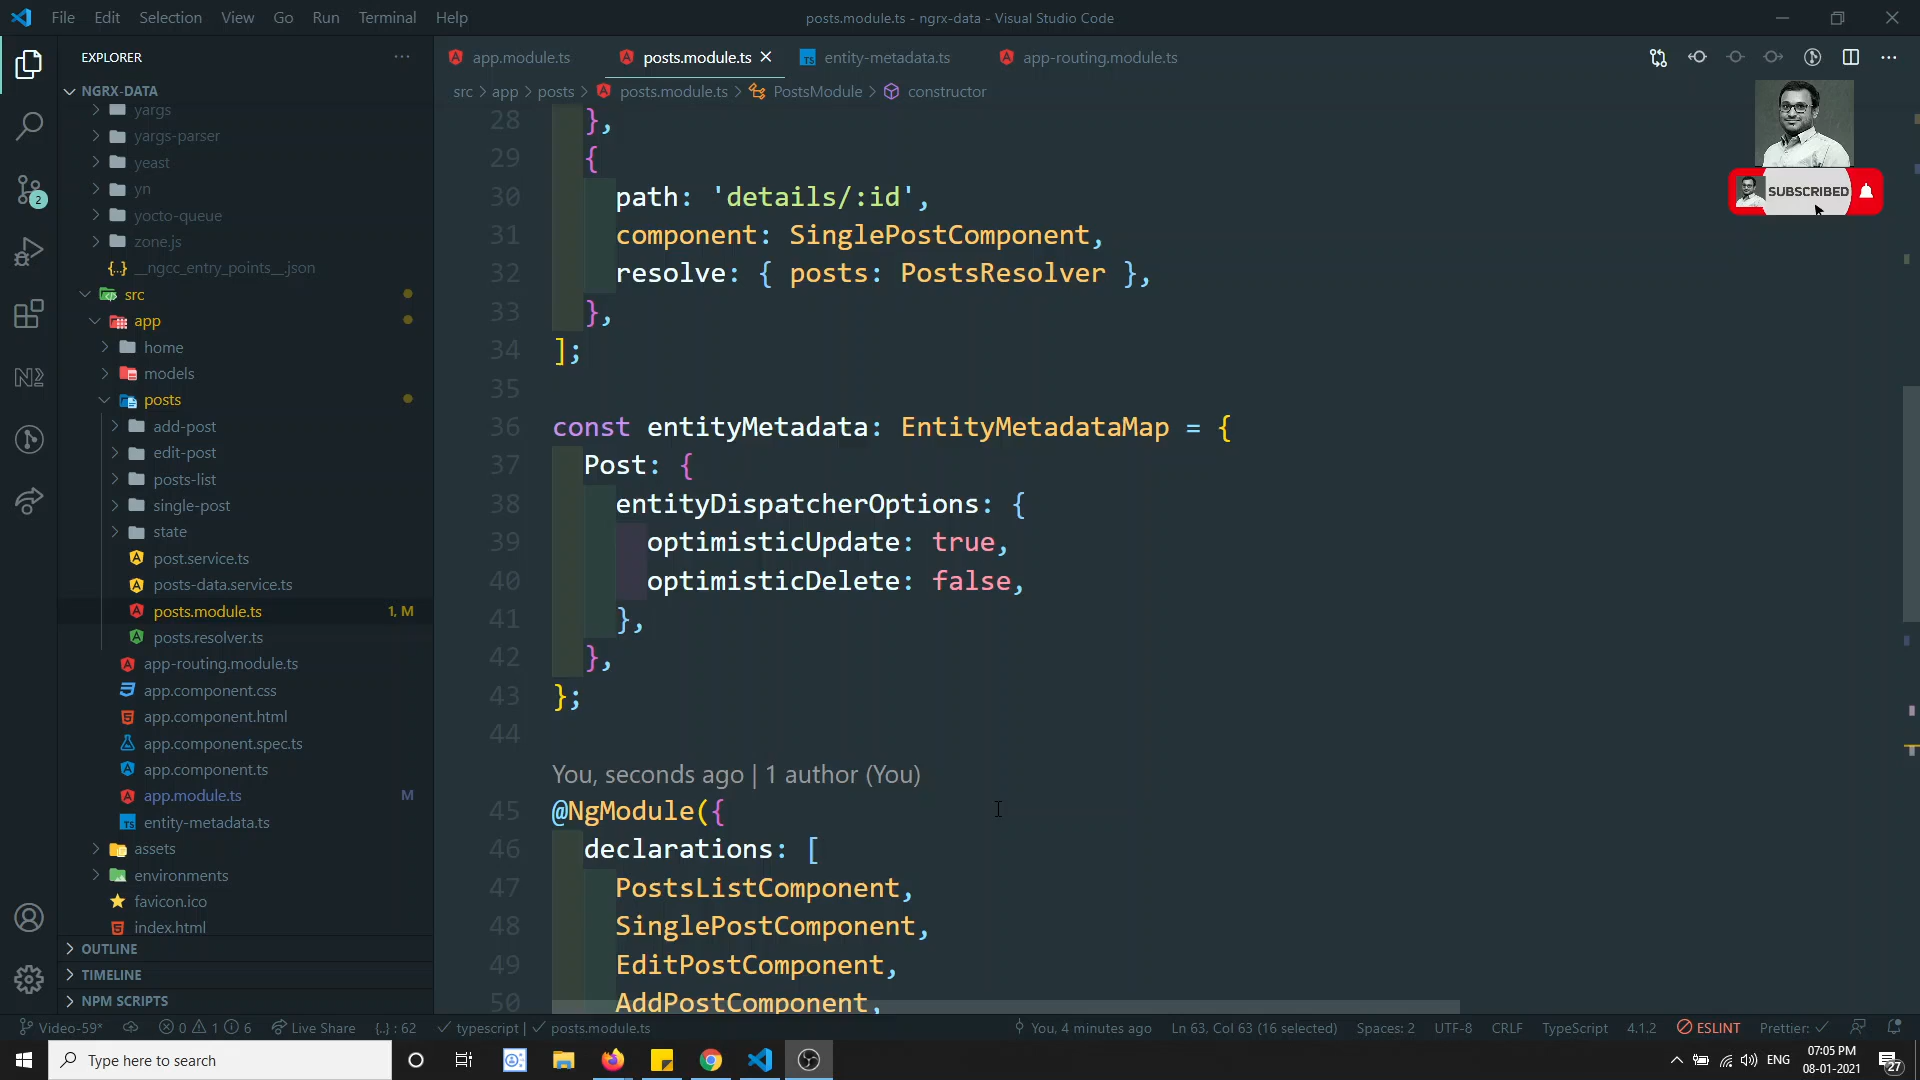 File Edit Selection View Go Run Terminal Help
posts.module.ts - ngrx-data - Visual Studio Code
EXPLORER
NGRX-DATA
yargs
yargs-parser
yeast
yn
yocto-queue
zone.js
__ngcc_entry_points__.json
src
app
home
models
posts
add-post
edit-post
posts-list
single-post
state
post.service.ts
posts-data.service.ts
posts.module.ts 1, M
posts.resolver.ts
app-routing.module.ts
app.component.css
app.component.html
app.component.spec.ts
app.component.ts
app.module.ts M
entity-metadata.ts
assets
environments
favicon.ico
index.html
OUTLINE
TIMELINE
NPM SCRIPTS
2
app.module.ts posts.module.ts entity-metadata.ts app-routing.module.ts
src > app > posts > posts.module.ts > PostsModule > constructor
SUBSCRIBED
28 },
29 {
30 path: 'details/:id',
31 component: SinglePostComponent,
32 resolve: { posts: PostsResolver },
33 },
34 ];
35
36 const entityMetadata: EntityMetadataMap = {
37 Post: {
38 entityDispatcherOptions: {
39 optimisticUpdate: true,
40 optimisticDelete: false,
41 },
42 },
43 };
44
You, seconds ago | 1 author (You)
45 @NgModule({
46 declarations: [
47 PostsListComponent,
48 SinglePostComponent,
49 EditPostComponent,
50 AddPostComponent,
Video-59* 0 1 6 Live Share {..} : 62 typescript | posts.module.ts You, 4 minutes ago Ln 63, Col 63 (16 selected) Spaces: 2 UTF-8 CRLF TypeScript 4.1.2 ESLINT Prettier:
Type here to search
ENG
07:05 PM
08-01-2021
27